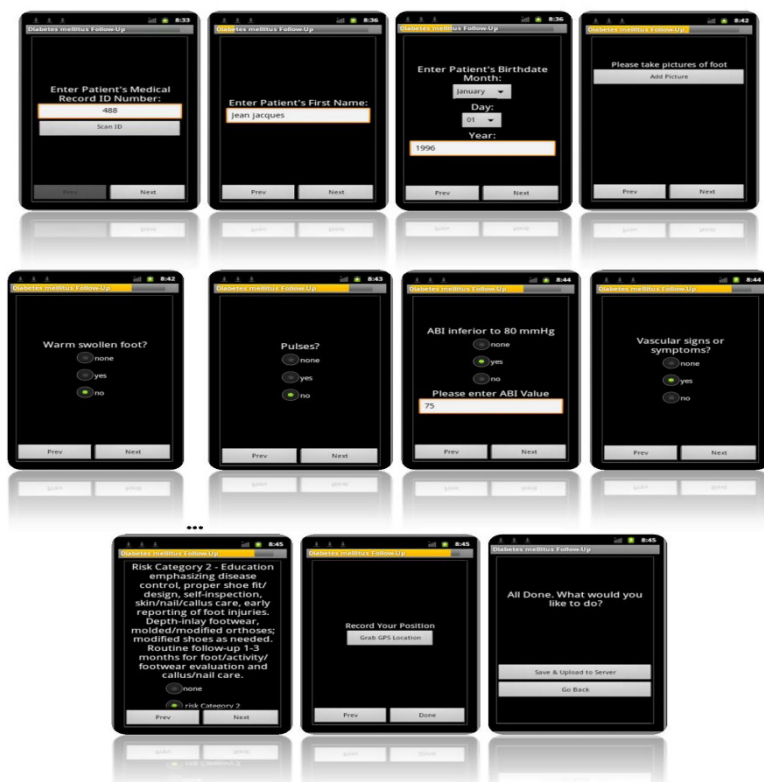 8:33
Diabetes mellitus Follow-Up
Enter Patient's Medical
Record ID Number:
488
Scan ID
Prev
Next
8:36
Diabetes mellitus Follow-Up
Enter Patient's First Name:
Jean Jacques
Prev
Next
8:36
Diabetes mellitus Follow-Up
Enter Patient's Birthdate
Month:
January
Day:
01
Year:
1996
Prev
Next
8:42
Diabetes mellitus Follow-Up
Please take pictures of foot
Add Picture
Prev
Next
8:42
Diabetes mellitus Follow-Up
Warm swollen foot?
none
yes
no
Prev
Next
8:43
Diabetes mellitus Follow-Up
Pulses?
none
yes
no
Prev
Next
8:44
Diabetes mellitus Follow-Up
ABI inferior to 80 mmHg
none
yes
no
Please enter ABI Value
75
Prev
Next
8:44
Diabetes mellitus Follow-Up
Vascular signs or
symptoms?
none
yes
no
Prev
Next
...
8:45
Diabetes mellitus Follow-Up
Risk Category 2 - Education
emphasizing disease
control, proper shoe fit/
design, self-inspection,
skin/nail/callus care, early
reporting of foot injuries.
Depth-inlay footwear,
molded/modified orthoses;
modified shoes as needed.
Routine follow-up 1-3
months for foot/activity/
footwear evaluation and
callus/nail care.
none
risk Category 2
Prev
Next
8:45
Diabetes mellitus Follow-Up
Record Your Position
Grab GPS Location
Prev
Done
8:45
Diabetes mellitus Follow-Up
All Done. What would you
like to do?
Save & Upload to Server
Go Back